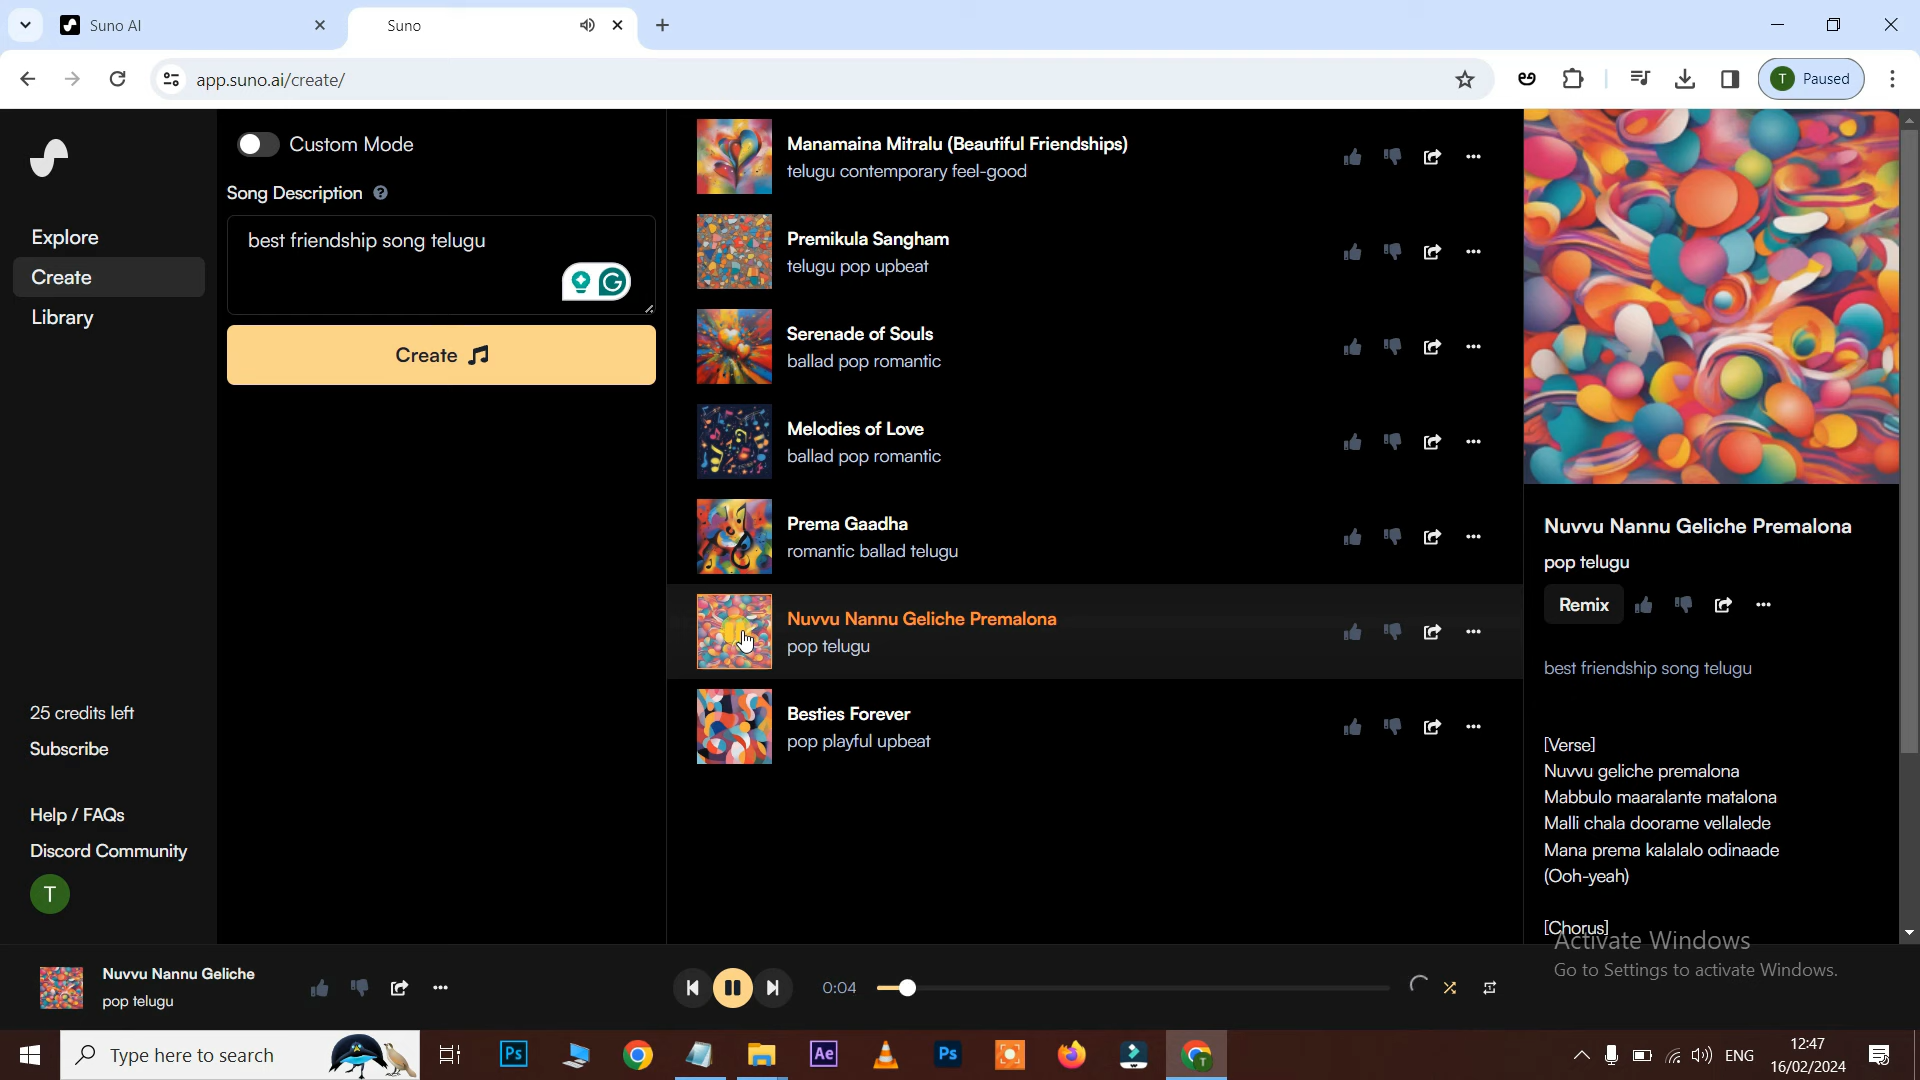 Suno AI
Suno
app.suno.ai/create/
T Paused
Custom Mode
Song Description ?
best friendship song telugu
Create
Explore
Create
Library
25 credits left
Subscribe
Help / FAQs
Discord Community
T
Manamaina Mitralu (Beautiful Friendships)
telugu contemporary feel-good
Premikula Sangham
telugu pop upbeat
Serenade of Souls
ballad pop romantic
Melodies of Love
ballad pop romantic
Prema Gaadha
romantic ballad telugu
Nuvvu Nannu Geliche Premalona
pop telugu
Besties Forever
pop playful upbeat
Nuvvu Nannu Geliche Premalona
pop telugu
Remix
best friendship song telugu
[Verse]
Nuvvu geliche premalona
Mabbulo maaralante matalona
Malli chala doorame vellalede
Mana prema kalalalo odinaade
(Ooh-yeah)
[Chorus]
Activate Windows
Go to Settings to activate Windows.
Nuvvu Nannu Geliche
pop telugu
0:04
Type here to search
Ps
Ae
Ps
T
ENG
12:47
16/02/2024